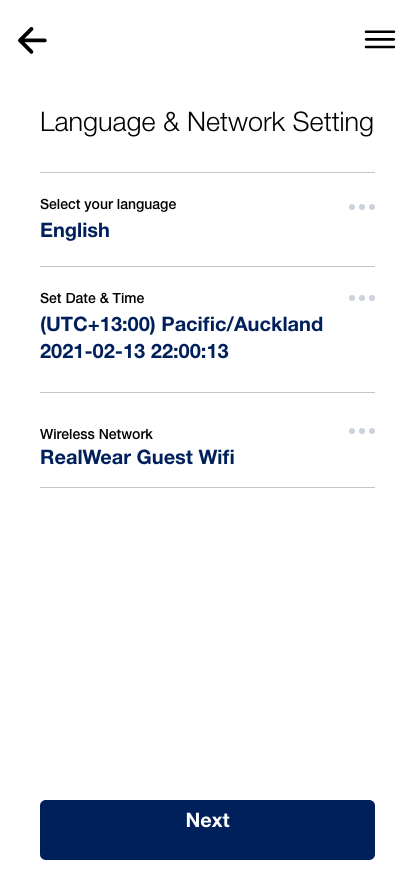 Language & Network Setting
Select your language
English
Set Date & Time
(UTC+13:00) Pacific/Auckland
2021-02-13 22:00:13
Wireless Network
RealWear Guest Wifi
Next